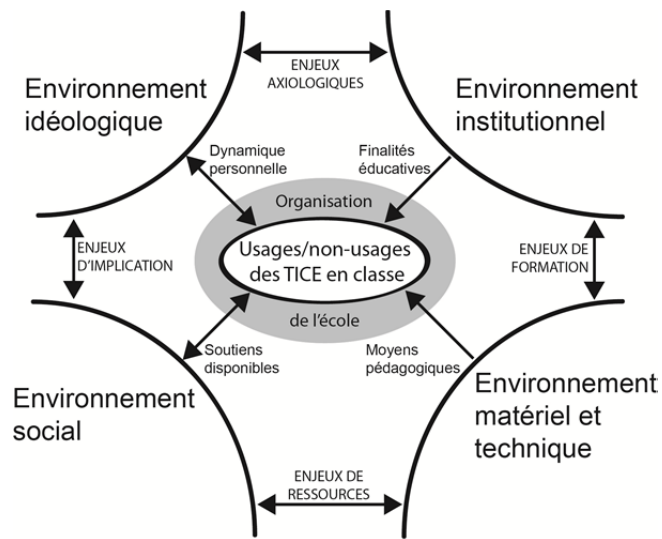 ENJEUX
AXIOLOGIQUES
Environnement
idéologique
Environnement
institutionnel
Dynamique
personnelle
Finalités
éducatives
Organisation
ENJEUX
D'IMPLICATION
Usages/non-usages
des TICE en classe
ENJEUX DE
FORMATION
de l'école
Soutiens
disponibles
Moyens
pédagogiques
Environnement
social
Environnement
matériel et
technique
ENJEUX DE
RESSOURCES